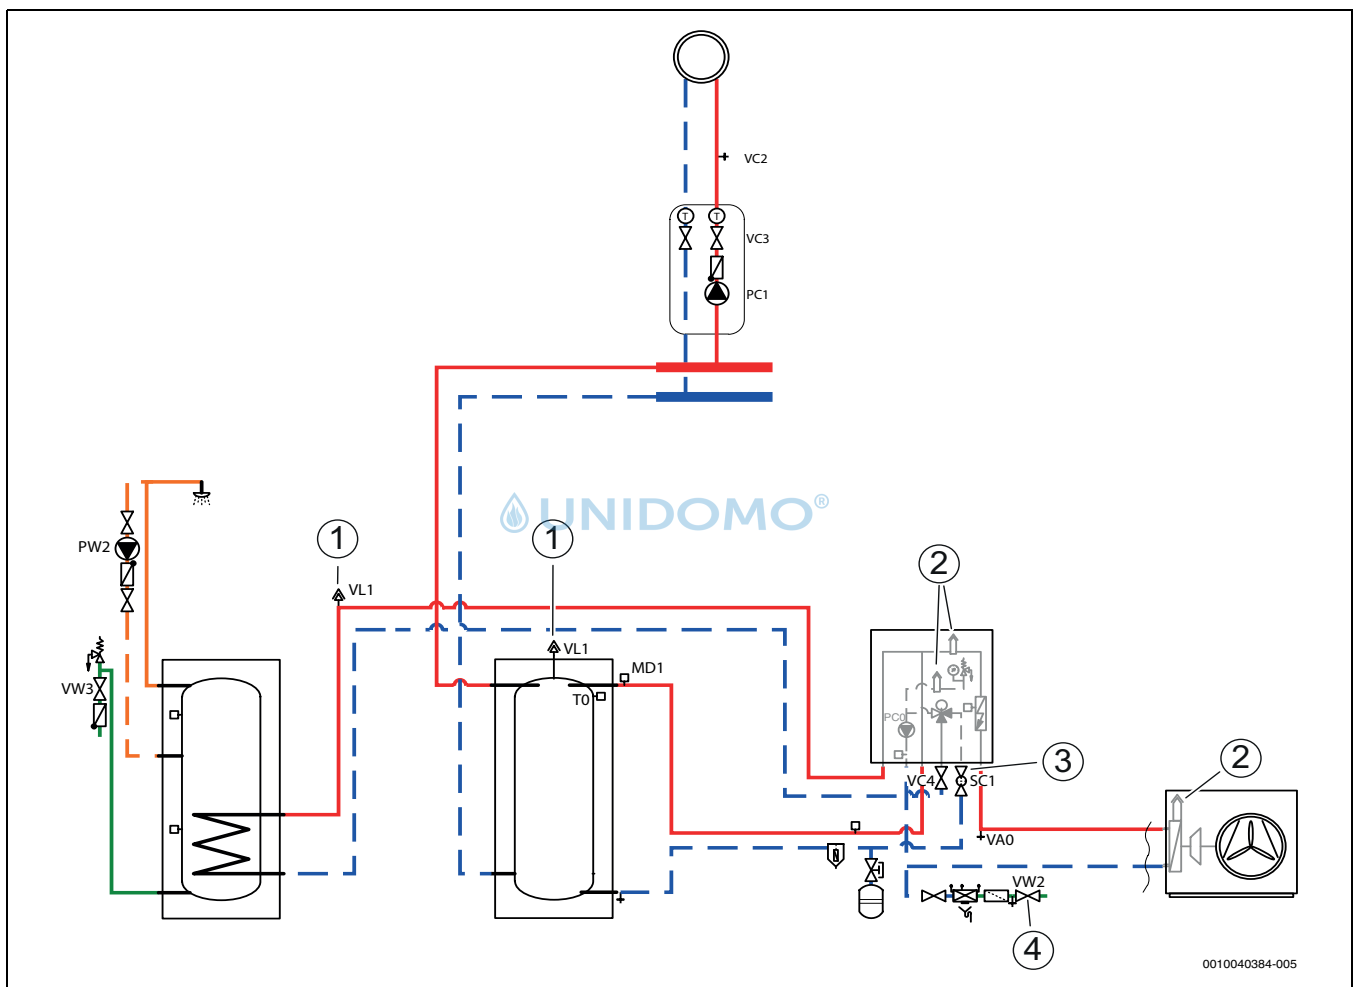 VC2
T T
VC3
PC1
UNIDOMO®
1
1
2
PW2
VL1
VL1
MD1
VW3
T0
PC0
3
2
VC4
SC1
VA0
VW2
4
0010040384-005